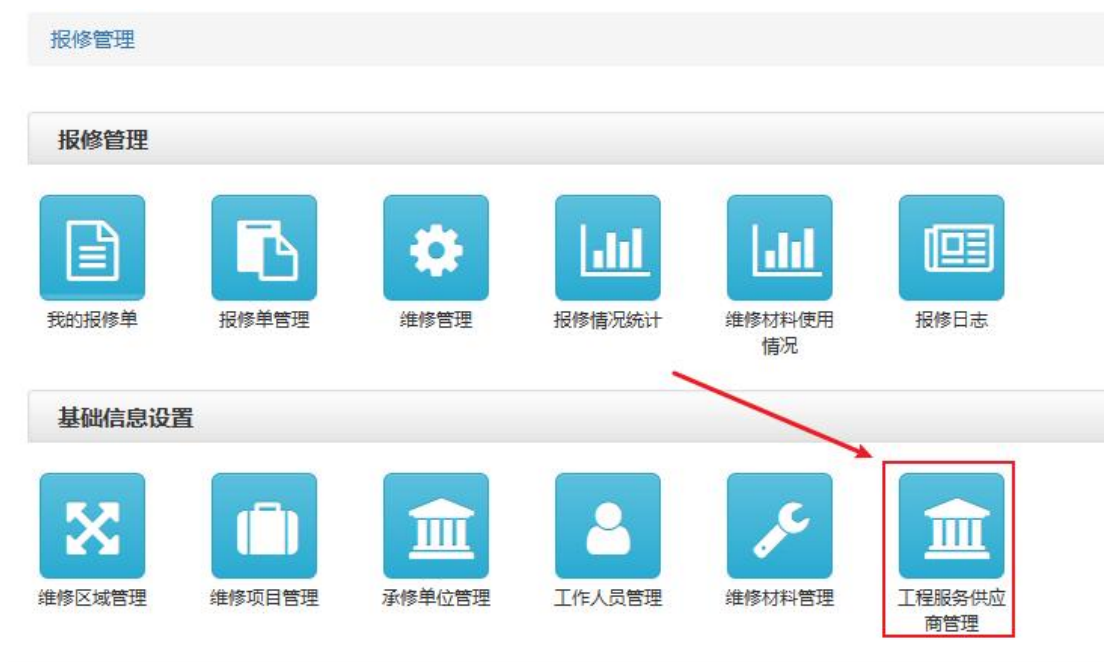 报修管理
报修管理
我的报修单
报修单管理
维修管理
报修情况统计
维修材料使用
情况
报修日志
基础信息设置
维修区域管理
维修项目管理
承修单位管理
工作人员管理
维修材料管理
工程服务供应
商管理